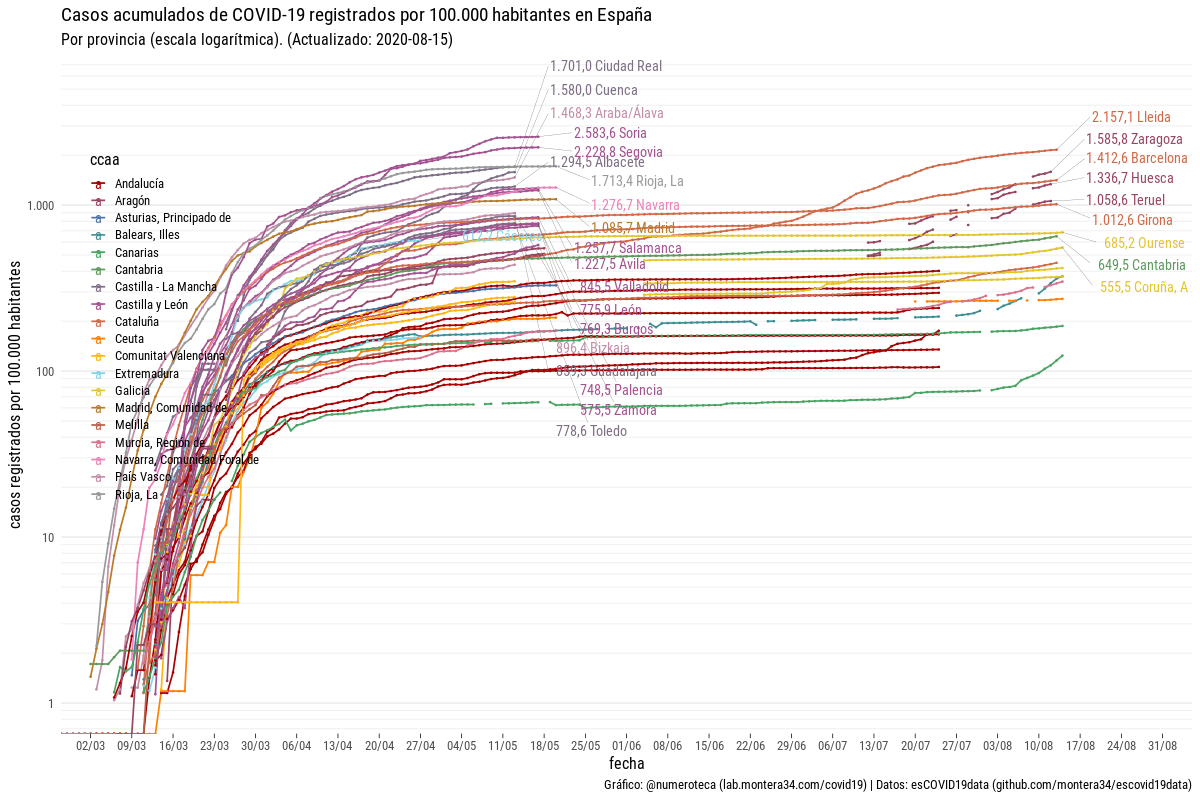 Casos acumulados de COVID-19 registrados por 100.000 habitantes en España
Por provincia (escala logarítmica). (Actualizado: 2020-08-15)
1.701,0 Ciudad Real
1.580,0 Cuenca
1.468,3 Araba/Álava
2.583,6 Soria
2.228,8 Segovia
1.294,5 Albacete
1.713,4 Rioja, La
1.276,7 Navarra
1.085,7 Madrid
1.257,7 Salamanca
1.227,5 Ávila
845,5 Valladolid
775,9 León
769,3 Burgos
896,4 Bizkaia
Guadalajara
748,5 Palencia
575,5 Zamora
778,6 Toledo
2.157,1 Lleida
1.585,8 Zaragoza
1.412,6 Barcelona
1.336,7 Huesca
1.058,6 Teruel
1.012,6 Girona
685,2 Ourense
649,5 Cantabria
555,5 Coruña, A
ccaa
Andalucía
Aragón
Asturias, Principado de
Balears, Illes
Canarias
Cantabria
Castilla - La Mancha
Castilla y León
Cataluña
Ceuta
Comunitat Valenciana
Extremadura
Galicia
Madrid, Comunidad de
Melilla
Murcia, Región de
Navarra, Comunidad Foral de
País Vasco
Rioja, La
casos registrados por 100.000 habitantes
1.000
100
10
1
02/03 09/03 16/03 23/03 30/03 06/04 13/04 20/04 27/04 04/05 11/05 18/05 25/05 01/06 08/06 15/06 22/06 29/06 06/07 13/07 20/07 27/07 03/08 10/08 17/08 24/08 31/08
fecha
Gráfico: @numeroteca (lab.montera34.com/covid19) | Datos: esCOVID19data (github.com/montera34/escovid19data)